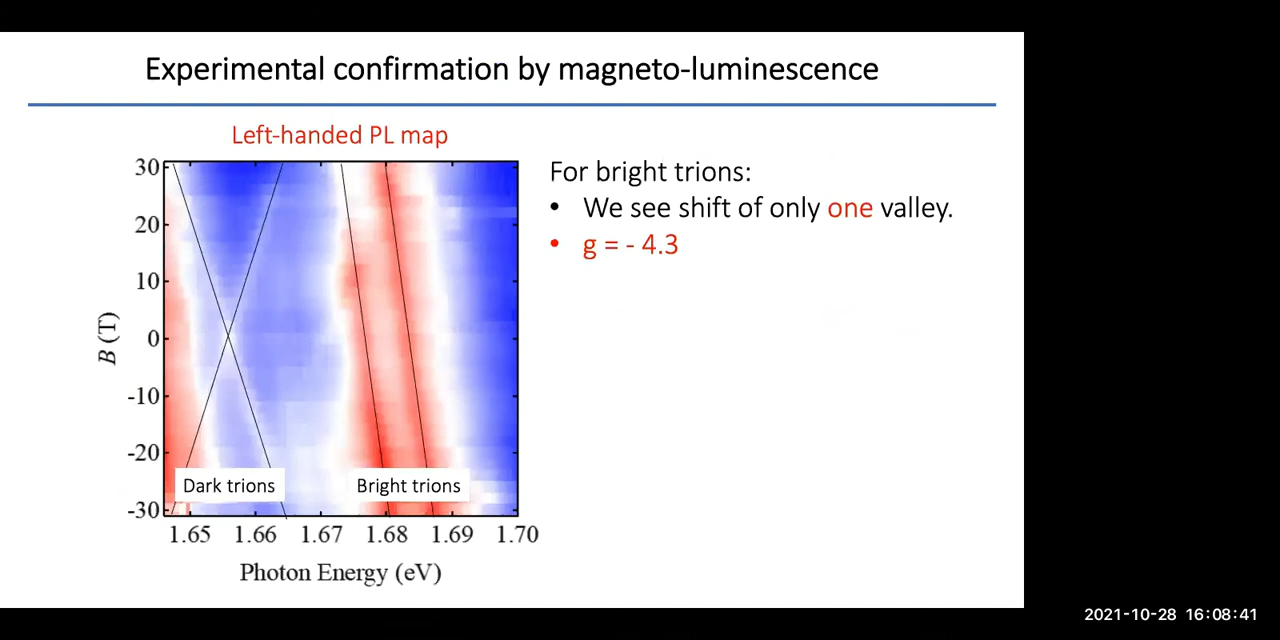 Experimental confirmation by magneto-luminescence
Left-handed PL map
For bright trions:
• We see shift of only one valley.
• g = - 4.3
30
20
10
0
-10
-20
-30
B (T)
Dark trions
Bright trions
1.65 1.66 1.67 1.68 1.69 1.70
Photon Energy (eV)
2021-10-28 16:08:41